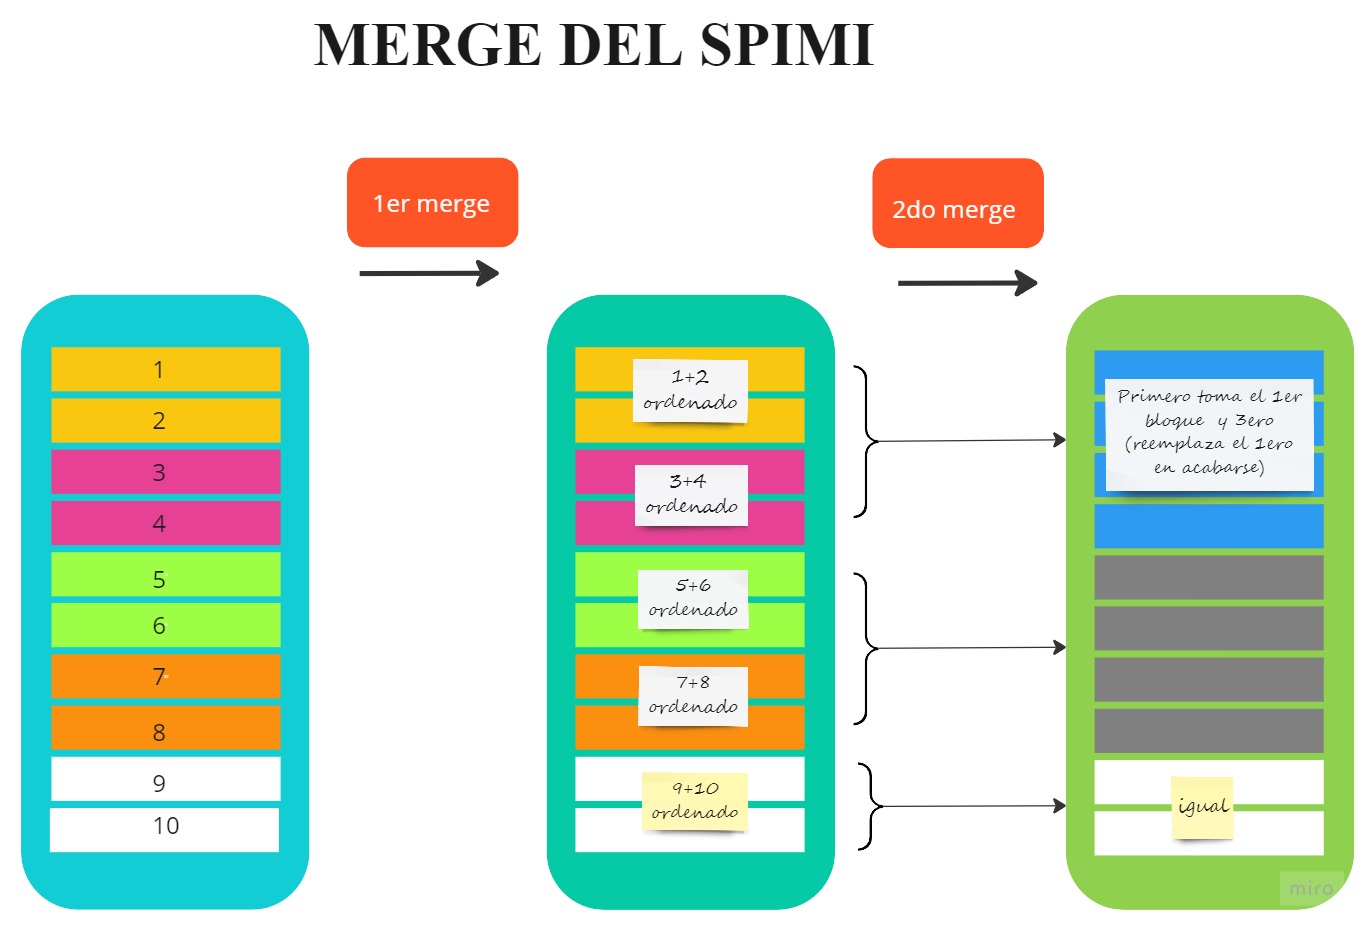 MERGE DEL SPIMI
1er merge
2do merge
1
2
3
4
5
6
7
8
9
10
1+2
ordenado
3+4
ordenado
5+6
ordenado
7+8
ordenado
9+10
ordenado
Primero toma el 1er
bloque y 3ero
(reemplaza el 1ero
en acabarse)
igual
miro